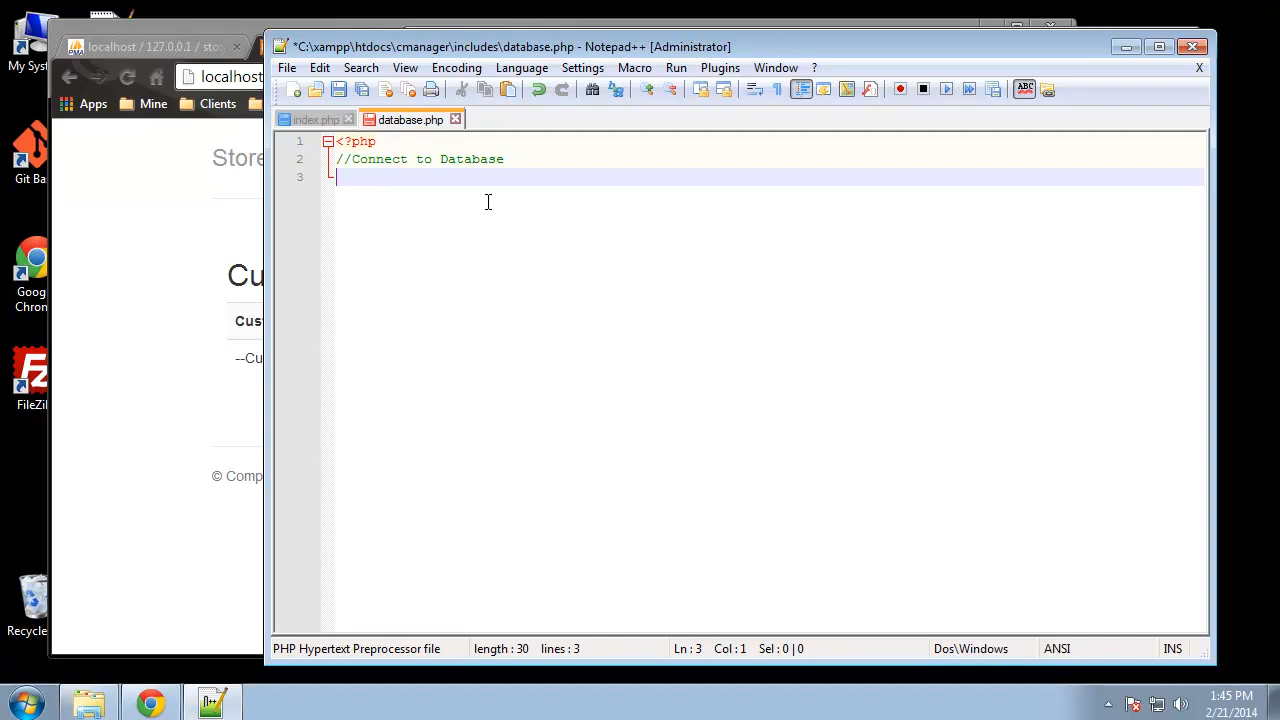 My Sys
localhost / 127.0.0.1 / sto
*C:\xampp\htdocs\cmanager\includes\database.php - Notepad++ [Administrator]
File Edit Search View Encoding Language Settings Macro Run Plugins Window ? X
localhost
Apps Mine Clients
index.php database.php
1 <?php
2 //Connect to Database
3
Git Ba
Store
Cu
Cust
--Cu
Goog
Chron
FileZil
© Comp
Recycle
PHP Hypertext Preprocessor file length : 30 lines : 3 Ln : 3 Col : 1 Sel : 0 | 0 Dos\Windows ANSI INS
1:45 PM
2/21/2014